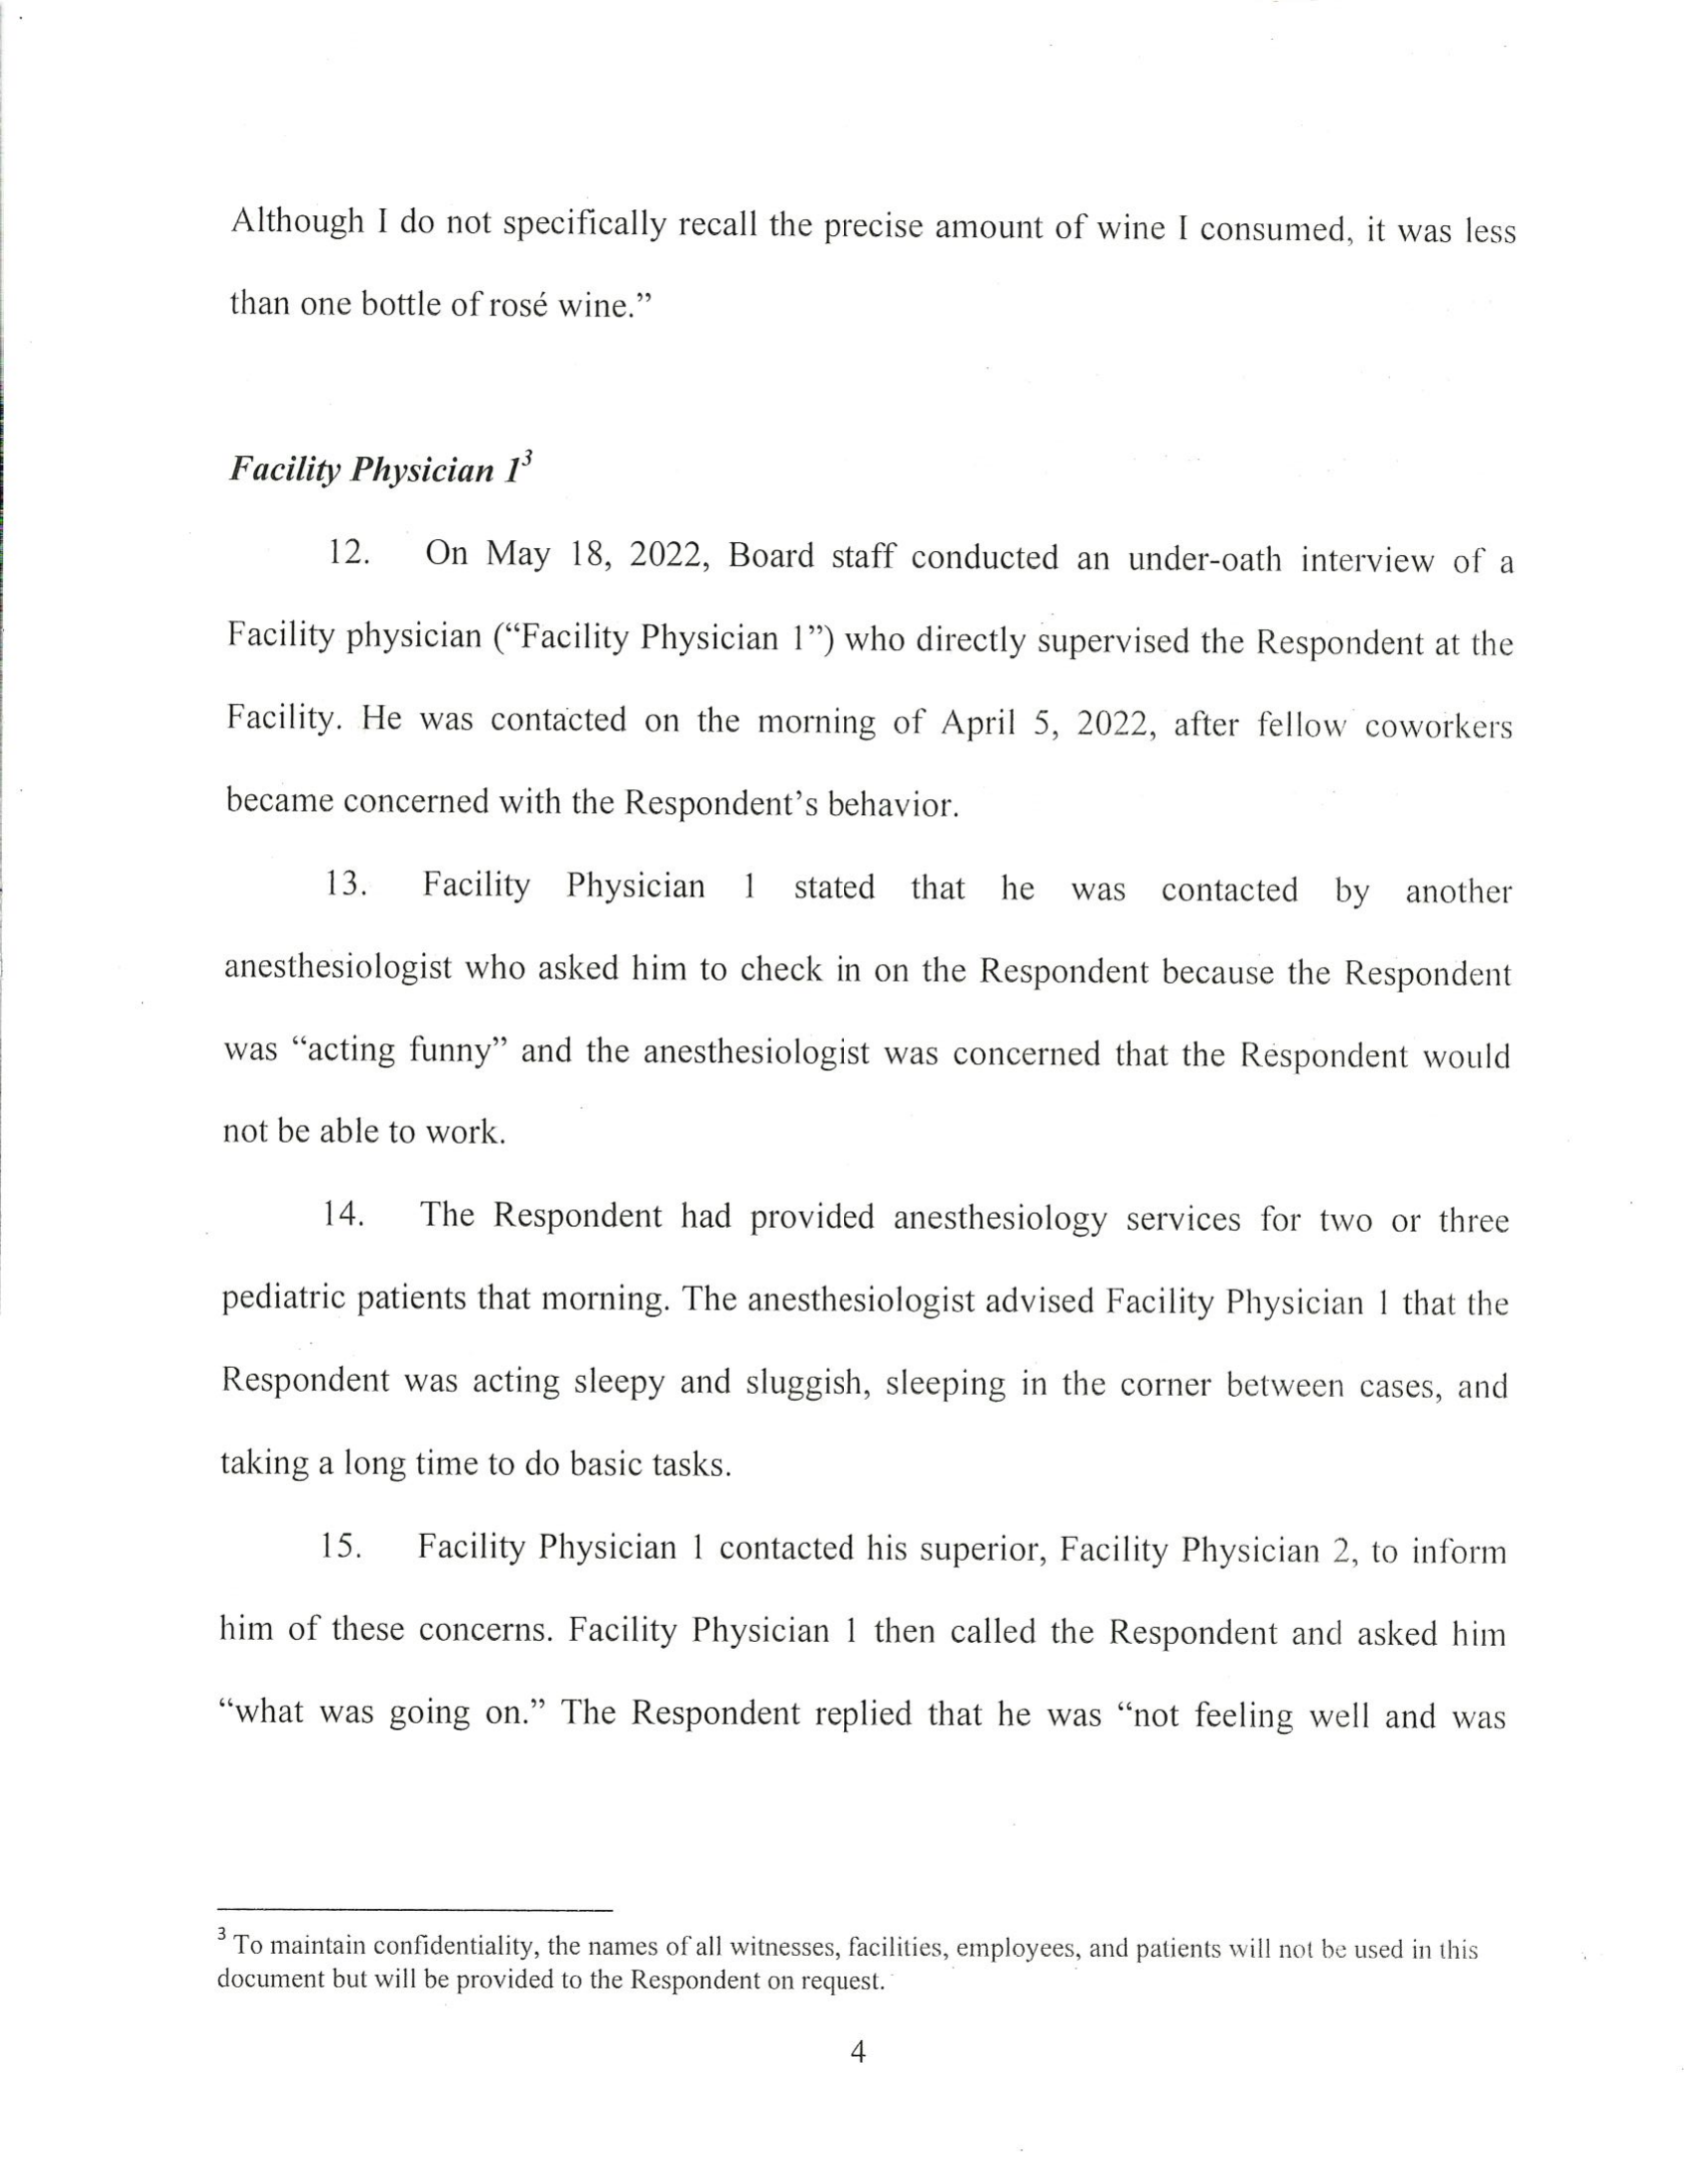 Although I do not specifically recall the precise amount of wine I consumed, it was less
than one bottle of rosé wine.”
Facility Physician 1³
12. On May 18, 2022, Board staff conducted an under-oath interview of a
Facility physician (“Facility Physician 1”) who directly supervised the Respondent at the
Facility. He was contacted on the morning of April 5, 2022, after fellow coworkers
became concerned with the Respondent’s behavior.
13. Facility Physician 1 stated that he was contacted by another
anesthesiologist who asked him to check in on the Respondent because the Respondent
was “acting funny” and the anesthesiologist was concerned that the Respondent would
not be able to work.
14. The Respondent had provided anesthesiology services for two or three
pediatric patients that morning. The anesthesiologist advised Facility Physician 1 that the
Respondent was acting sleepy and sluggish, sleeping in the corner between cases, and
taking a long time to do basic tasks.
15. Facility Physician 1 contacted his superior, Facility Physician 2, to inform
him of these concerns. Facility Physician 1 then called the Respondent and asked him
“what was going on.” The Respondent replied that he was “not feeling well and was
³ To maintain confidentiality, the names of all witnesses, facilities, employees, and patients will not be used in this
document but will be provided to the Respondent on request.
4